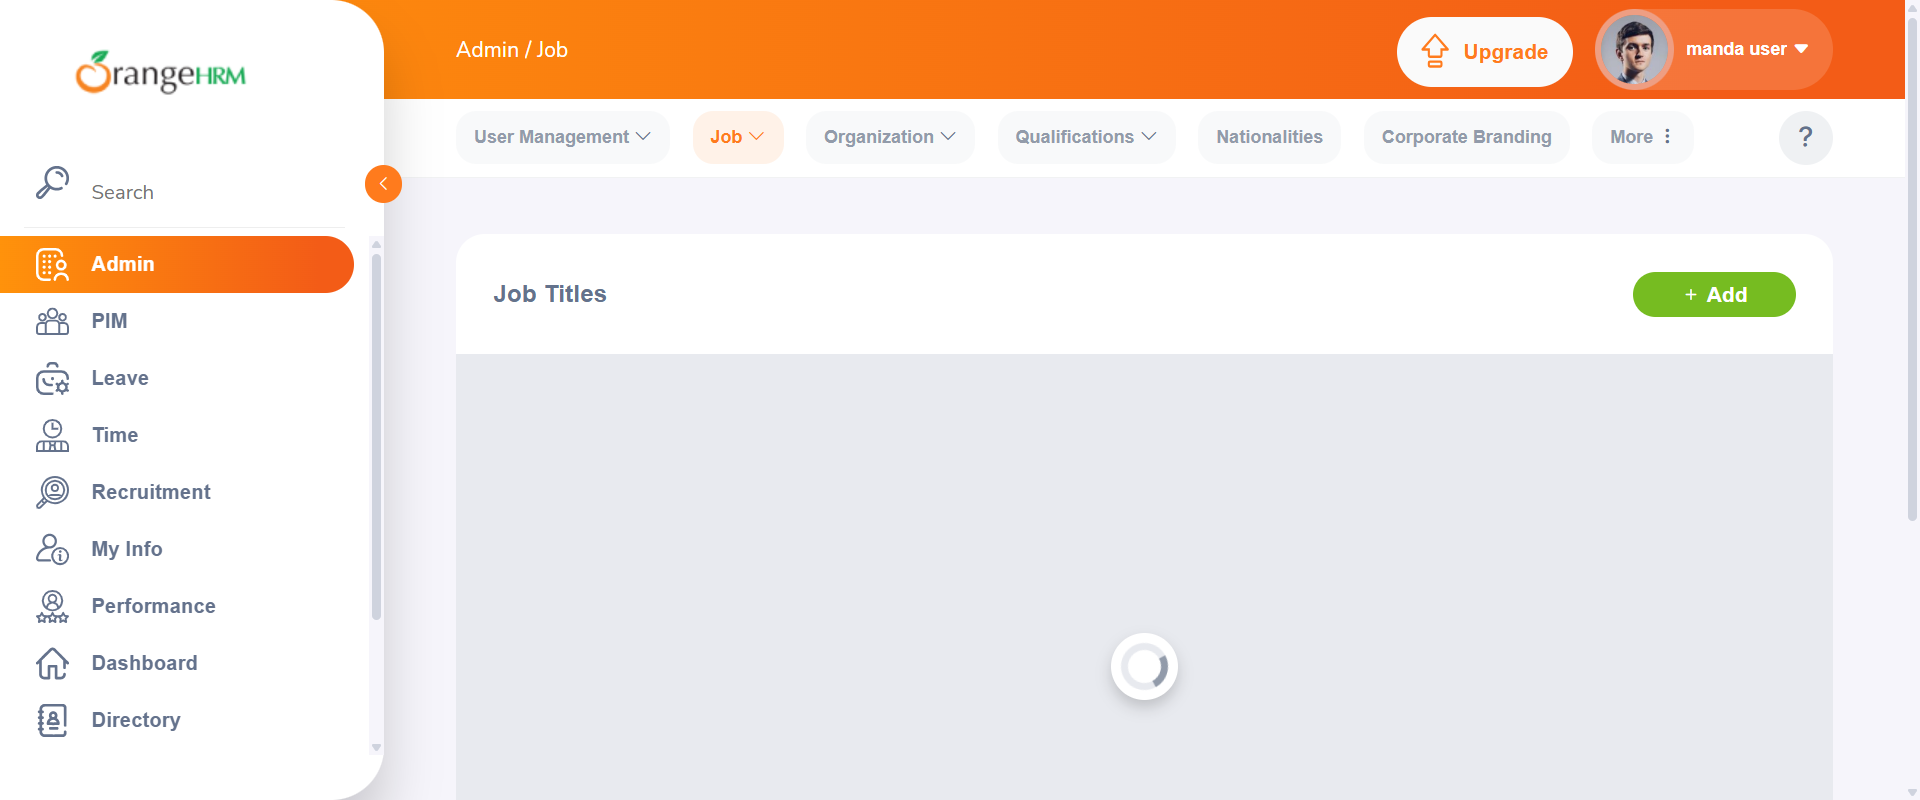 OrangeHRM
Search
Admin
PIM
Leave
Time
Recruitment
My Info
Performance
Dashboard
Directory
Admin / Job
Upgrade
manda user
User Management
Job
Organization
Qualifications
Nationalities
Corporate Branding
More
?
Job Titles
+ Add